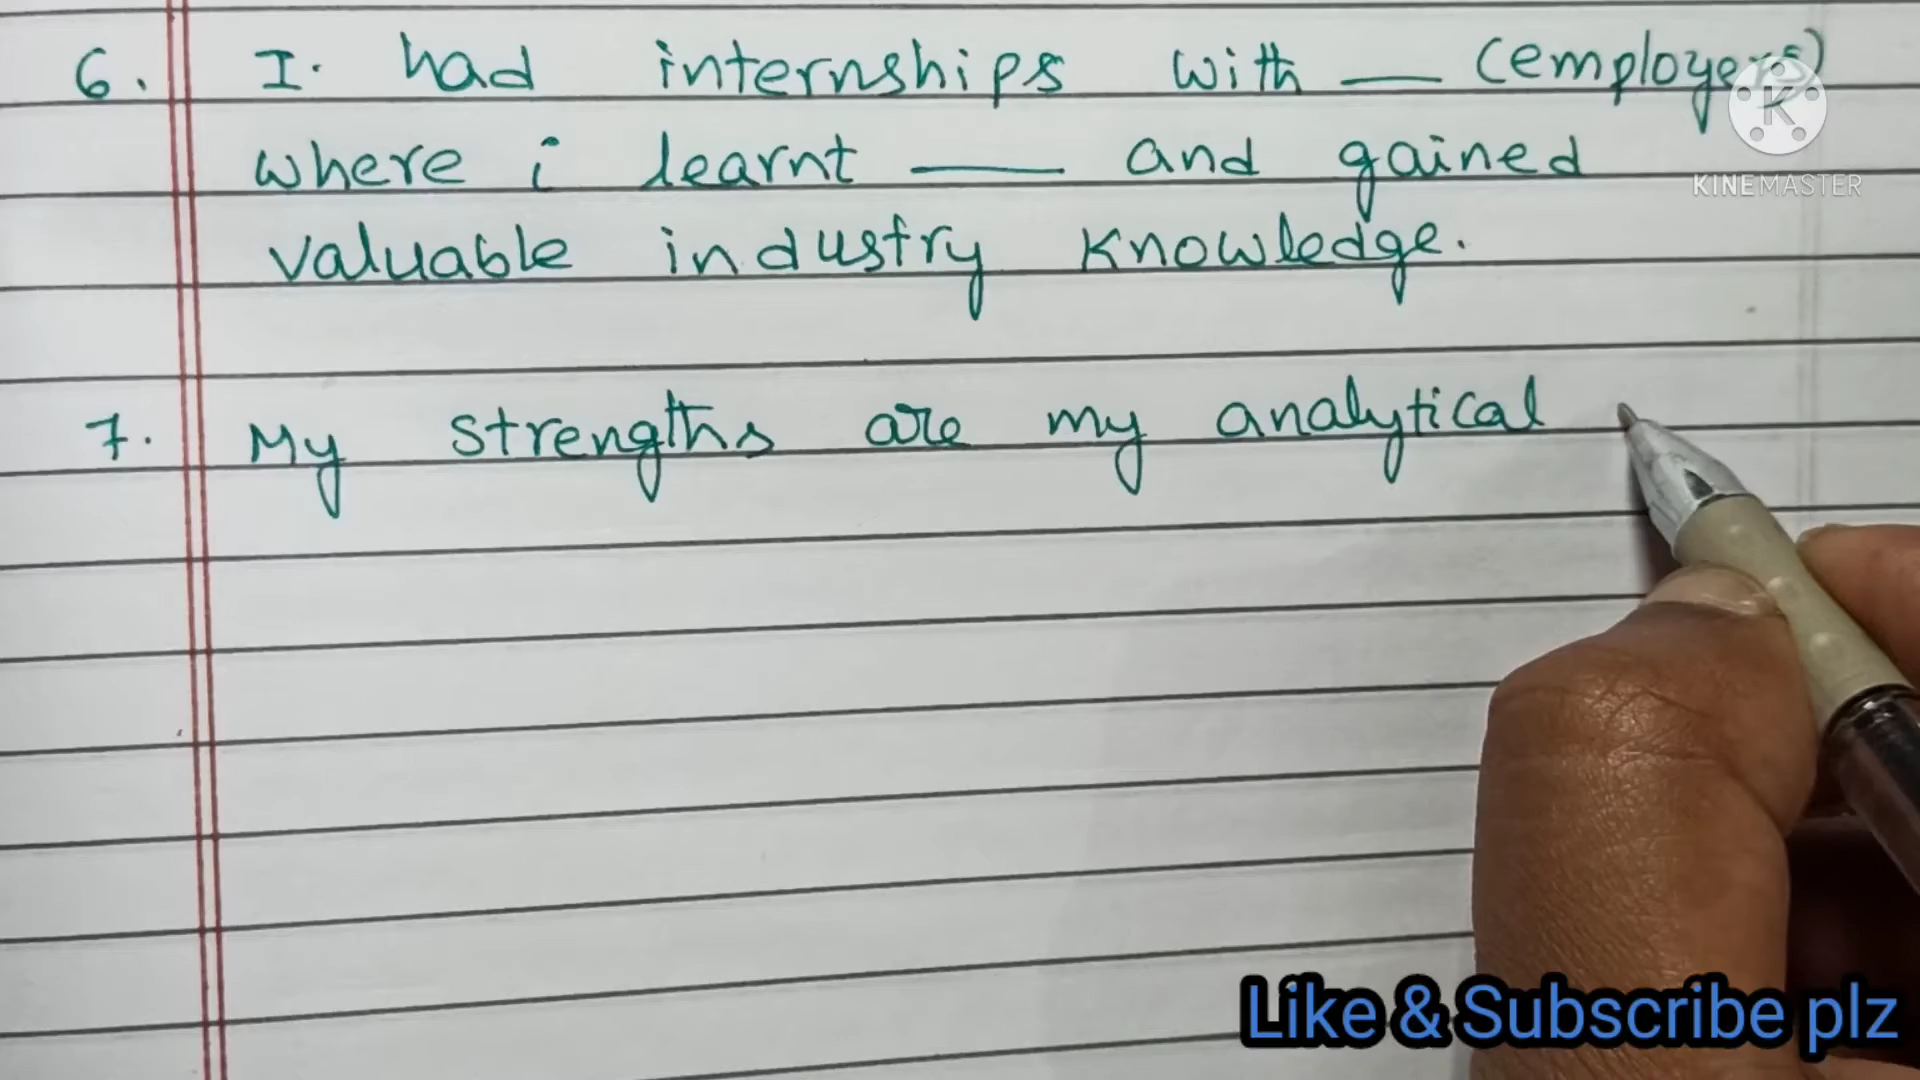 6. I. had internships with ___ (employers)
where i learnt ___ and gained
valuable industry knowledge.
7. My strengths are my analytical
KINEMASTER
Like & Subscribe plz